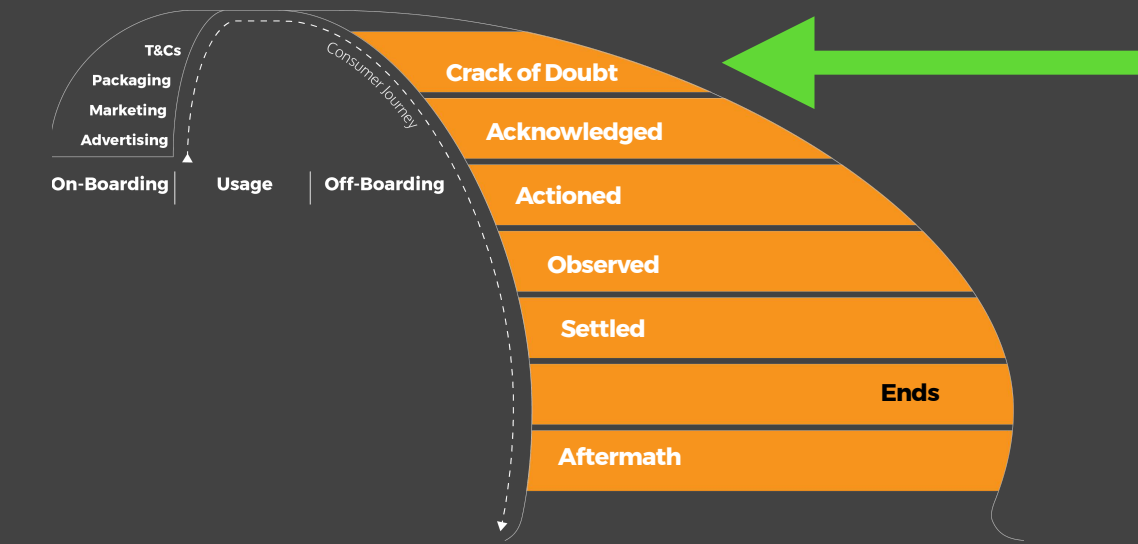 T&Cs
Packaging
Marketing
Advertising
On-Boarding
Usage
Off-Boarding
Consumer Journey
Crack of Doubt
Acknowledged
Actioned
Observed
Settled
Ends
Aftermath